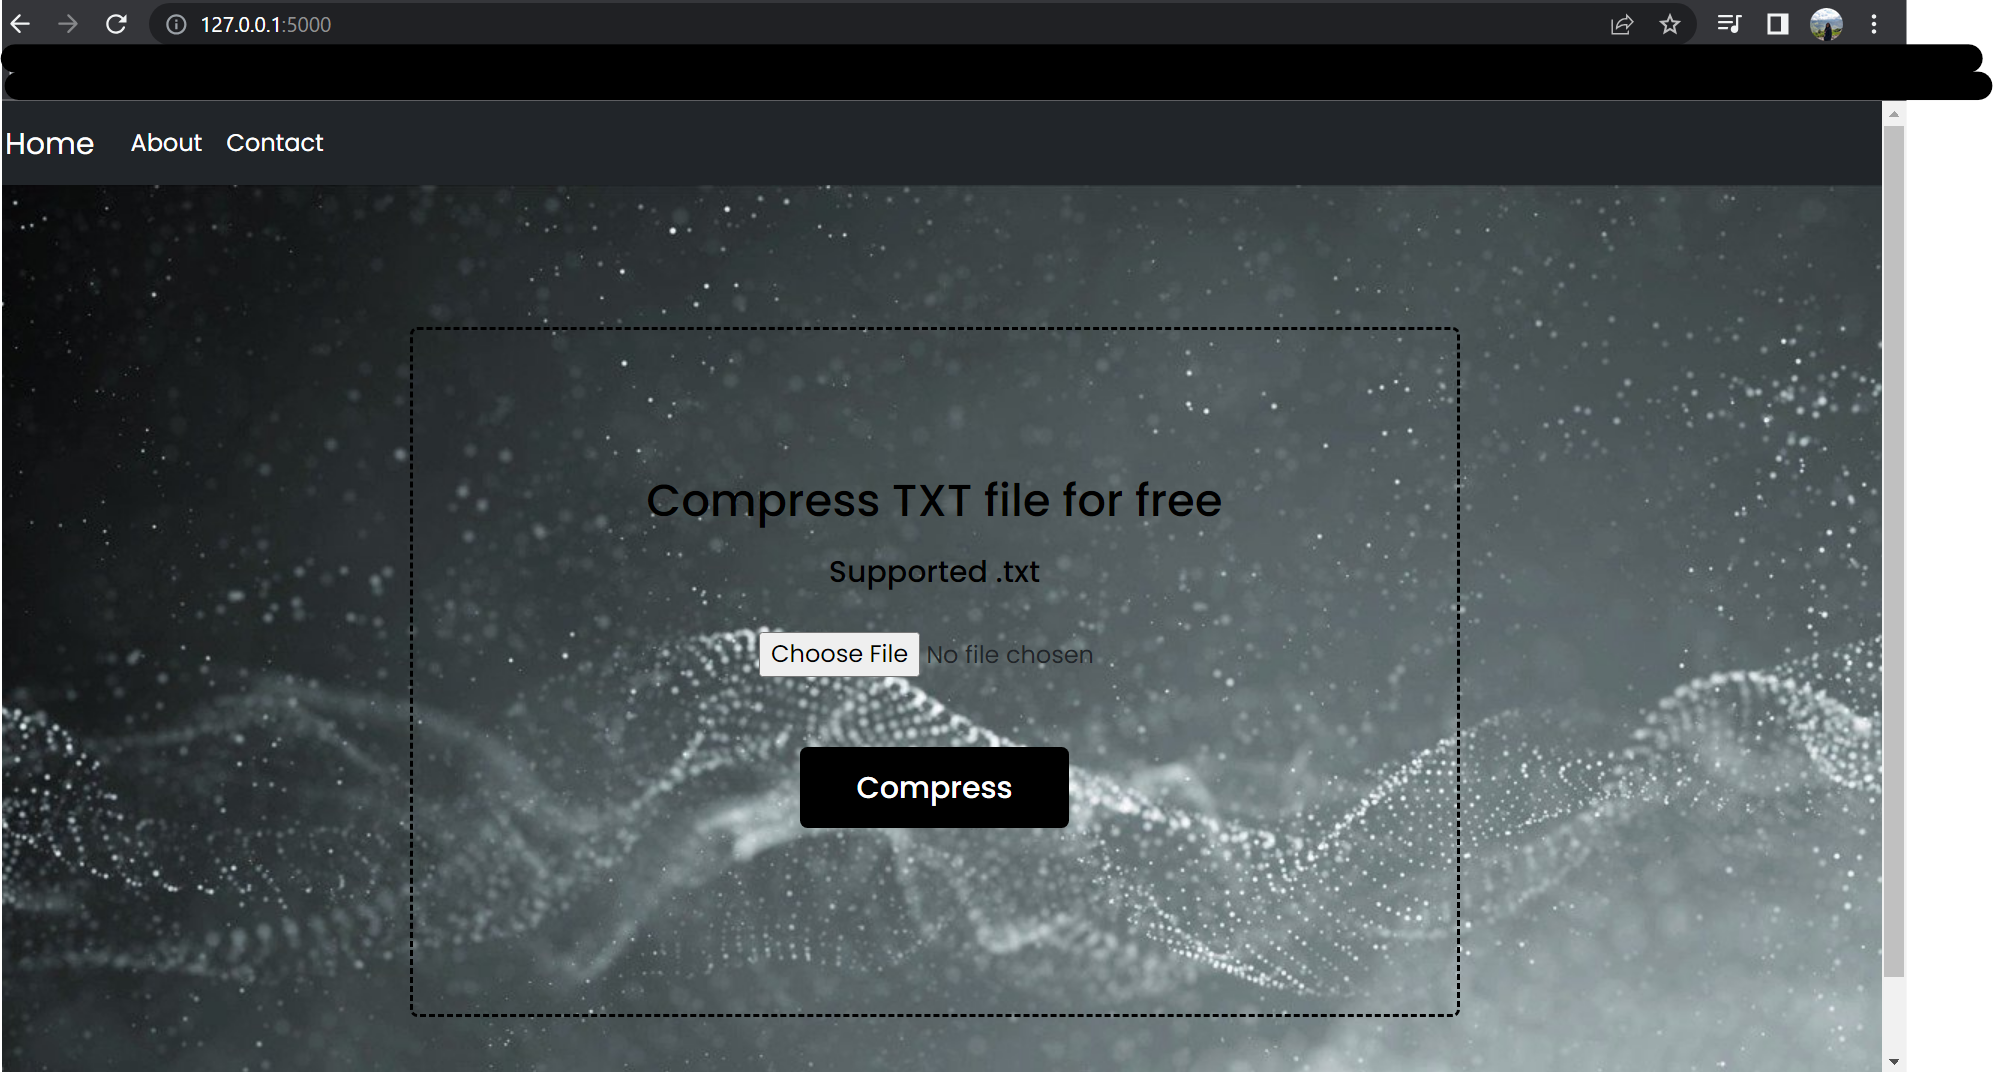 127.0.0.1:5000
Home About Contact
Compress TXT file for free
Supported .txt
Choose File No file chosen
Compress